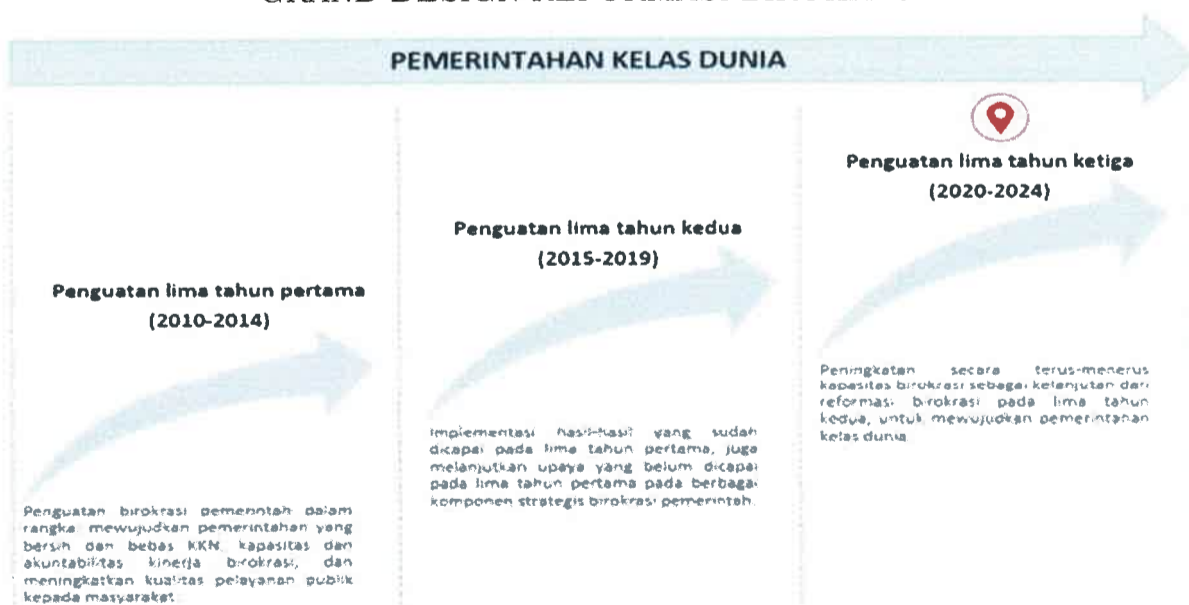 PEMERINTAHAN KELAS DUNIA
Penguatan lima tahun ketiga
(2020-2024)
Penguatan lima tahun kedua
(2015-2019)
Penguatan lima tahun pertama
(2010-2014)
Peningkatan secara terus-menerus
kapasitas birokrasi sebagai kelanjutan dari
reformasi birokrasi pada lima tahun
kedua, untuk mewujudkan pemerintahan
kelas dunia
Implementasi hasil-hasil yang sudah
dicapai pada lima tahun pertama, juga
melanjutkan upaya yang belum dicapai
pada lima tahun pertama pada berbagai
komponen strategis birokrasi pemerintah.
Penguatan birokrasi pemerintah dalam
rangka mewujudkan pemerintahan yang
bersih dan bebas KKN, kapasitas dan
akuntabilitas kinerja birokrasi, dan
meningkatkan kualitas pelayanan publik
kepada masyarakat